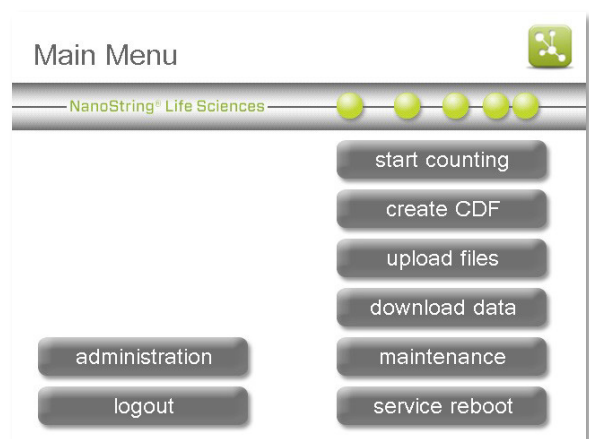 Main Menu
NanoString® Life Sciences
start counting
create CDF
upload files
download data
administration
maintenance
logout
service reboot